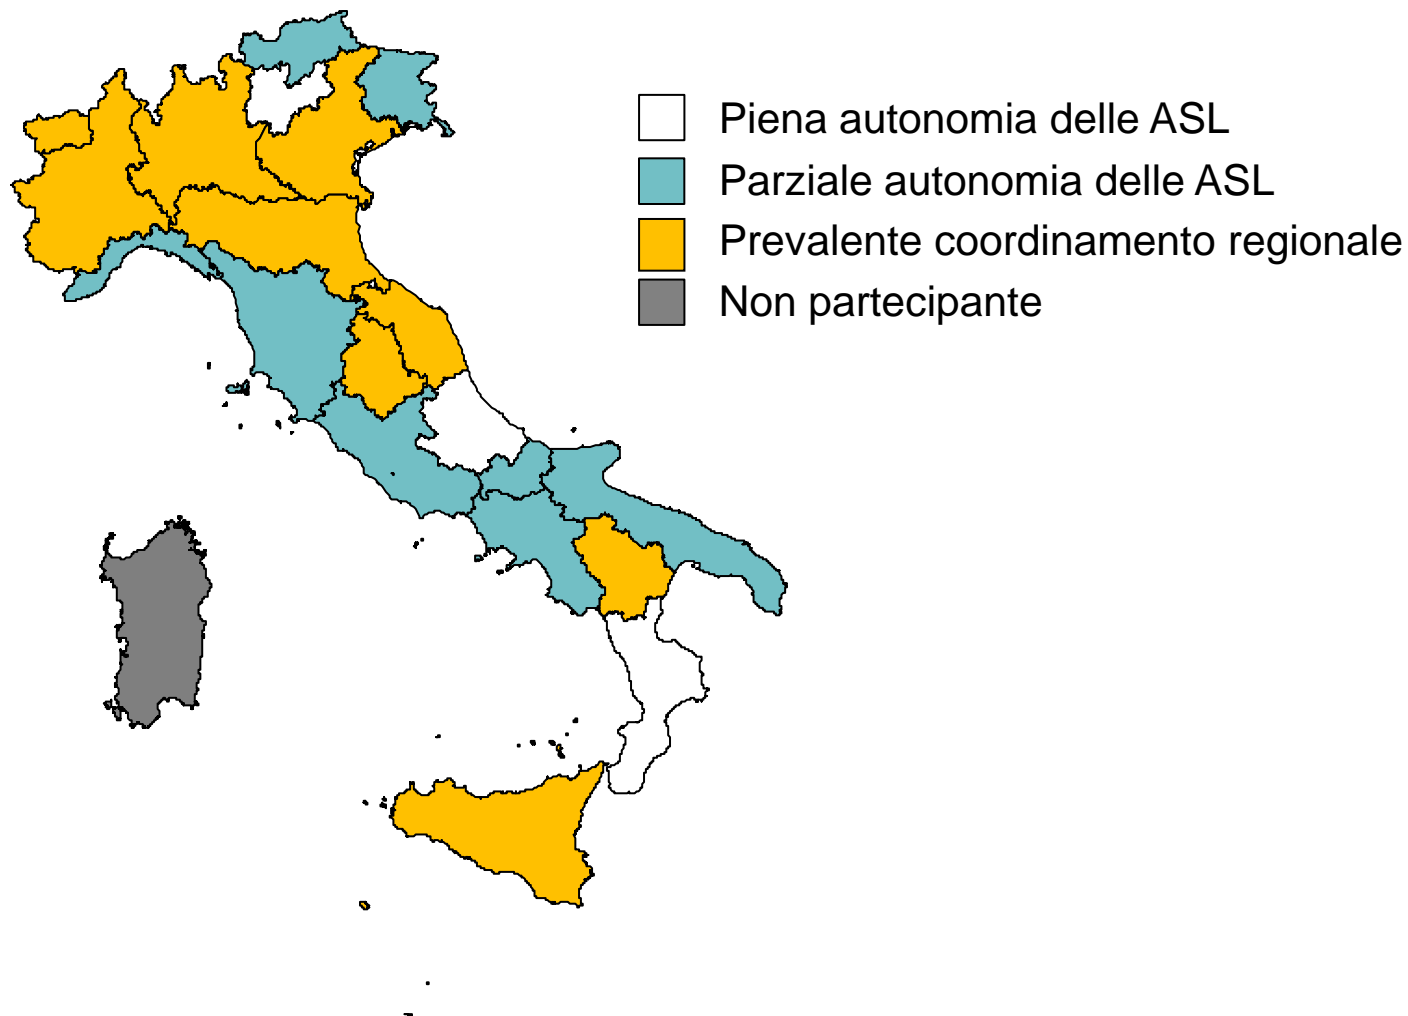 Piena autonomia delle ASL
Parziale autonomia delle ASL
Prevalente coordinamento regionale
Non partecipante